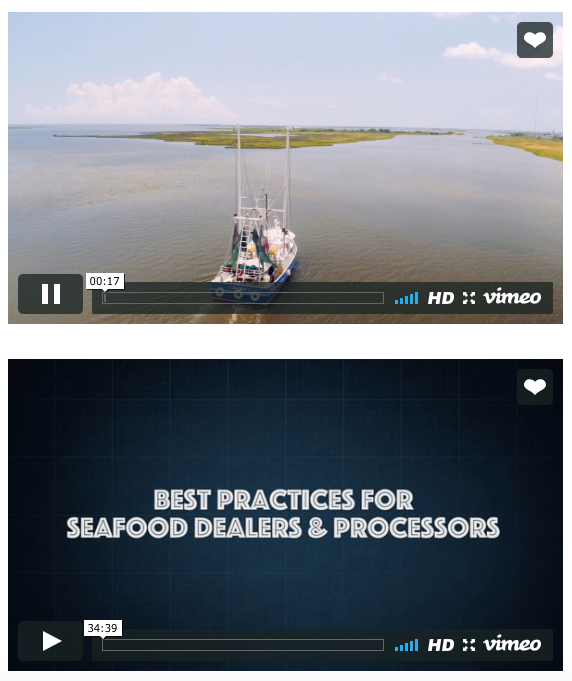 00:17
HD vimeo
BEST PRACTICES FOR
SEAFOOD DEALERS & PROCESSORS
34:39
HD vimeo